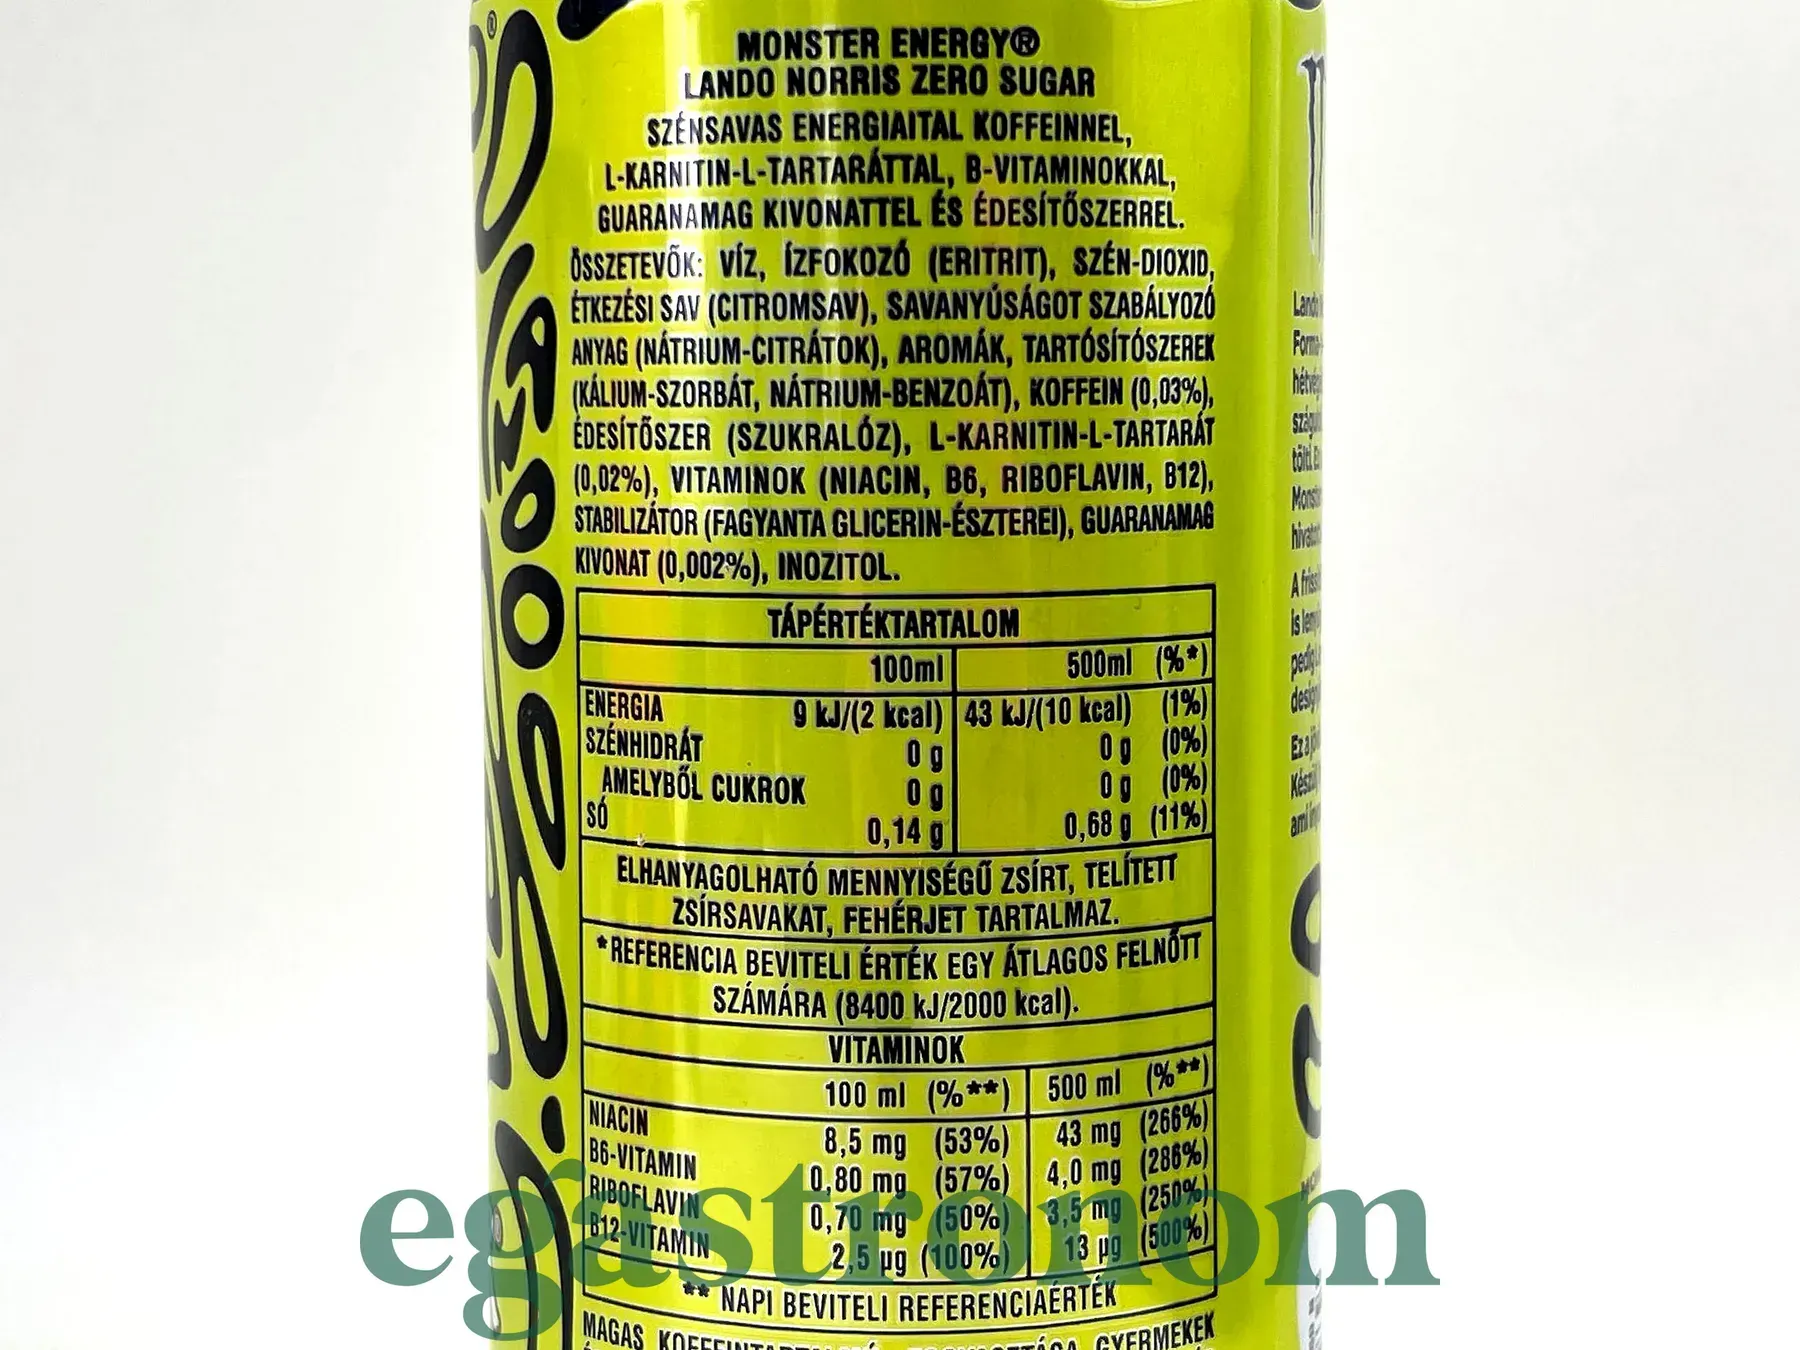 MONSTER ENERGY®
LANDO NORRIS ZERO SUGAR
SZÉNSAVAS ENERGIAITAL KOFFEINNEL,
L-KARNITIN-L-TARTARÁTTAL, B-VITAMINOKKAL,
GUARANAMAG KIVONATTEL ÉS ÉDESÍTŐSZERREL.
ÖSSZETEVŐK: VÍZ, ÍZFOKOZÓ (ERITRIT), SZÉN-DIOXID,
ÉTKEZÉSI SAV (CITROMSAV), SAVANYÚSÁGOT SZABÁLYOZÓ
ANYAG (NÁTRIUM-CITRÁTOK), AROMÁK, TARTÓSÍTÓSZEREK
(KÁLIUM-SZORBÁT, NÁTRIUM-BENZOÁT), KOFFEIN (0,03%),
ÉDESÍTŐSZER (SZUKRALÓZ), L-KARNITIN-L-TARTARÁT
(0,02%), VITAMINOK (NIACIN, B6, RIBOFLAVIN, B12),
STABILIZÁTOR (FAGYANTA GLICERIN-ÉSZTEREI), GUARANAMAG
KIVONAT (0,002%), INOZITOL.
TÁPÉRTÉKTARTALOM
100ml 500ml (%*)
ENERGIA 9 kJ/(2 kcal) 43 kJ/(10 kcal) (1%)
SZÉNHIDRÁT 0 g 0 g (0%)
AMELYBŐL CUKROK 0 g 0 g (0%)
SÓ 0,14 g 0,68 g (11%)
ELHANYAGOLHATÓ MENNYISÉGŰ ZSÍRT, TELÍTETT
ZSÍRSAVAKAT, FEHÉRJET TARTALMAZ.
*REFERENCIA BEVITELI ÉRTÉK EGY ÁTLAGOS FELNŐTT
SZÁMÁRA (8400 kJ/2000 kcal).
VITAMINOK
100 ml (%**) 500 ml (%**)
NIACIN 8,5 mg (53%) 43 mg (266%)
B6-VITAMIN 0,80 mg (57%) 4,0 mg (286%)
RIBOFLAVIN 0,70 mg (50%) 3,5 mg (250%)
B12-VITAMIN 2,5 µg (100%) 13 µg (500%)
** NAPI BEVITELI REFERENCIAÉRTÉK
MAGAS GYERMEKEK
egastronom